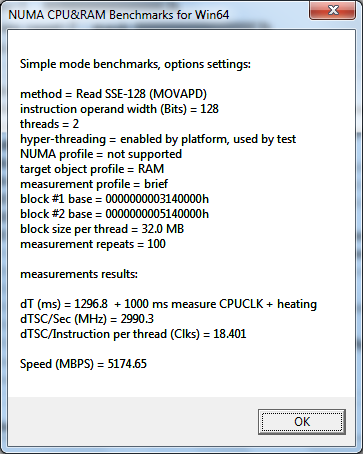 NUMA CPU&RAM Benchmarks for Win64
Simple mode benchmarks, options settings:
method = Read SSE-128 (MOVAPD)
instruction operand width (Bits) = 128
threads = 2
hyper-threading = enabled by platform, used by test
NUMA profile = not supported
target object profile = RAM
measurement profile = brief
block #1 base = 0000000003140000h
block #2 base = 0000000005140000h
block size per thread = 32.0 MB
measurement repeats = 100
measurements results:
dT (ms) = 1296.8  + 1000 ms measure CPUCLK + heating
dTSC/Sec (MHz) = 2990.3
dTSC/Instruction per thread (Clks) = 18.401
Speed (MBPS) = 5174.65
OK